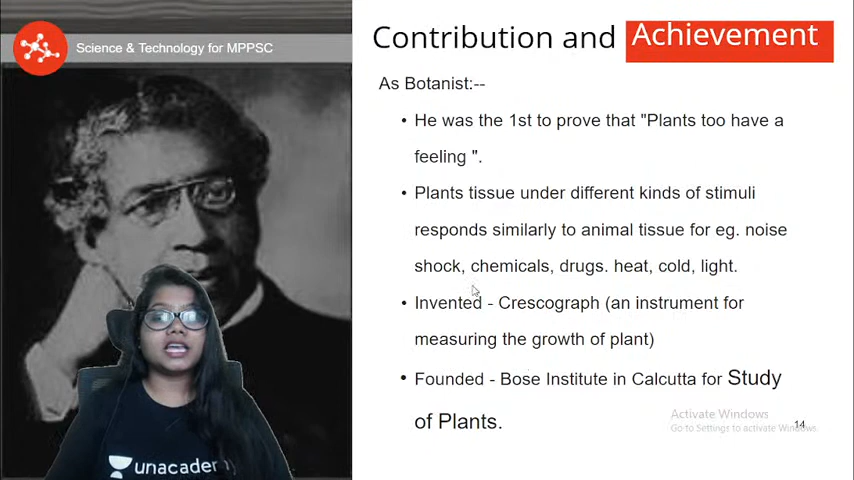 Science & Technology for MPPSC
Contribution and Achievement
As Botanist:--
• He was the 1st to prove that "Plants too have a
feeling ".
• Plants tissue under different kinds of stimuli
responds similarly to animal tissue for eg. noise
shock, chemicals, drugs. heat, cold, light.
• Invented - Crescograph (an instrument for
measuring the growth of plant)
• Founded - Bose Institute in Calcutta for Study
of Plants.
Activate Windows
Go to Settings to activate Windows.
14
unacademy